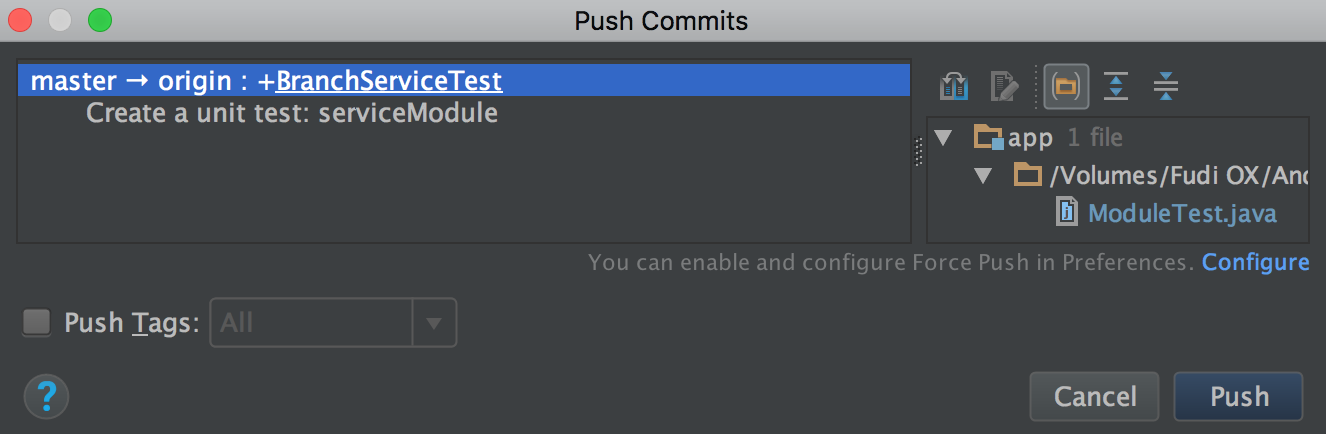 Push Commits
master → origin : +BranchServiceTest
Create a unit test: serviceModule
app 1 file
/Volumes/Fudi OX/And
ModuleTest.java
You can enable and configure Force Push in Preferences. Configure
Push Tags: All
? Cancel Push